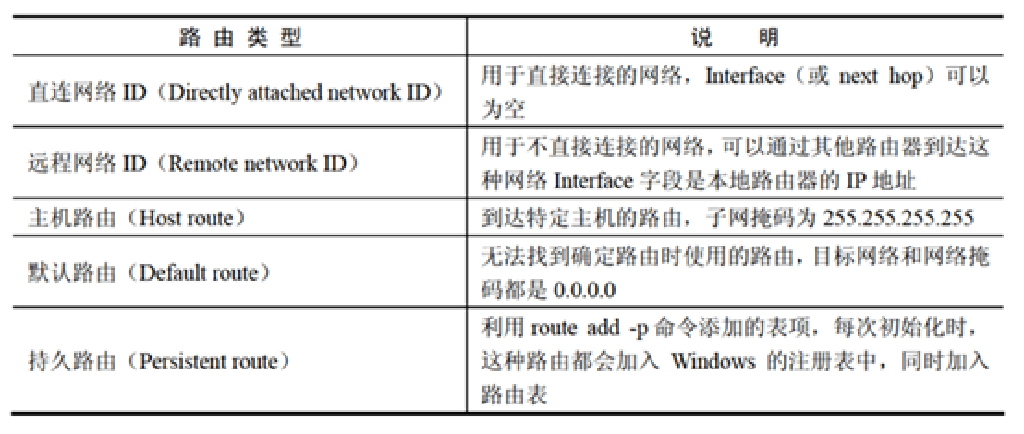 路 由 类 型
说 明
直连网络 ID（Directly attached network ID）
用于直接连接的网络，Interface（或 next hop）可以
为空
远程网络 ID（Remote network ID）
用于不直接连接的网络，可以通过其他路由器到达这
种网络 Interface 字段是本地路由器的 IP 地址
主机路由（Host route）
到达特定主机的路由，子网掩码为 255.255.255.255
默认路由（Default route）
无法找到确定路由时使用的路由，目标网络和网络掩
码都是 0.0.0.0
持久路由（Persistent route）
利用 route add -p 命令添加的表项，每次初始化时，
这种路由都会加入 Windows 的注册表中，同时加入
路由表